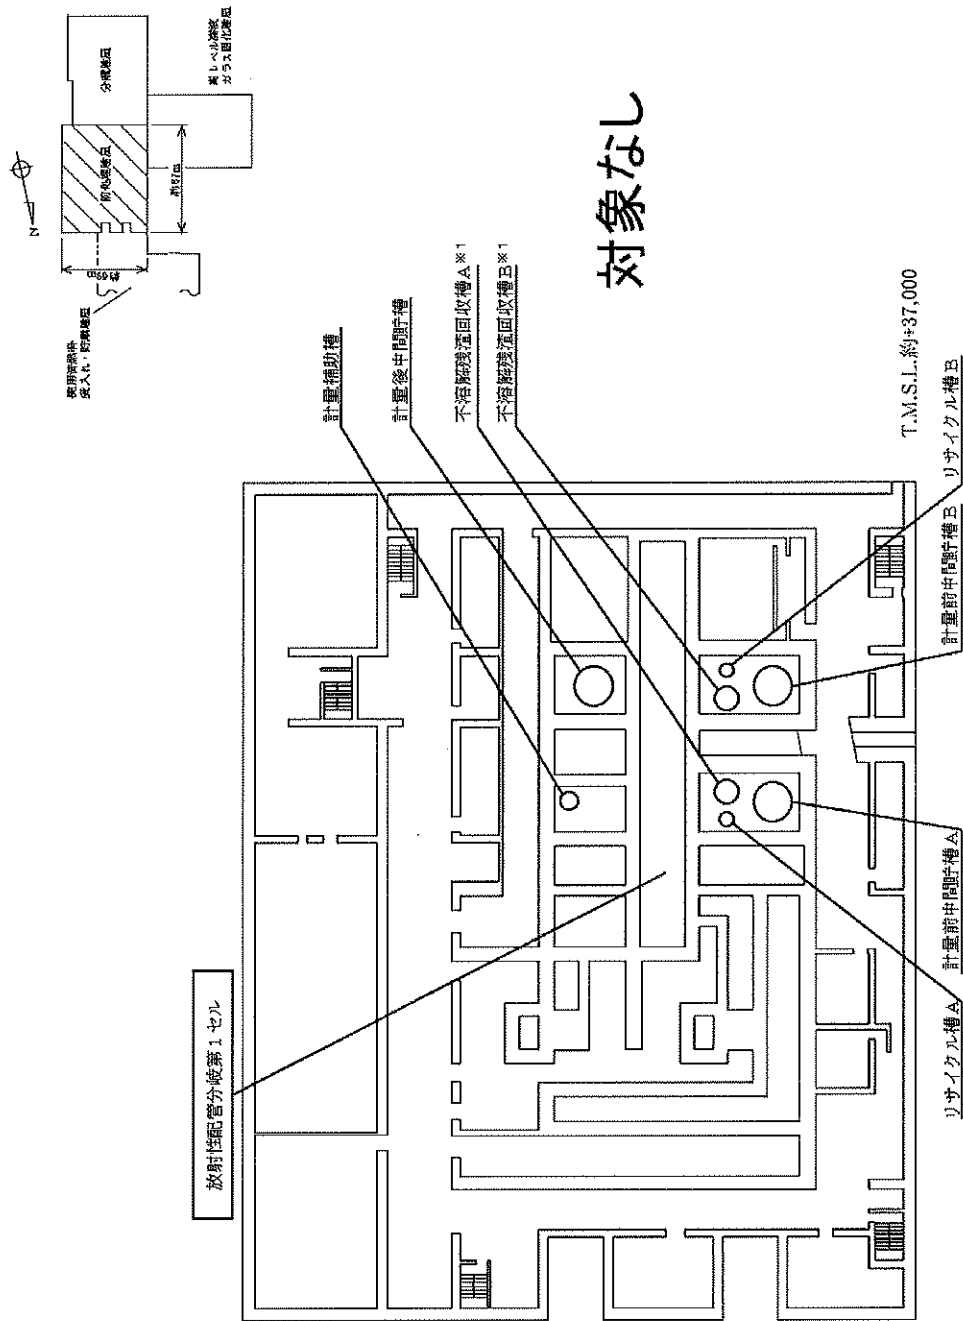 使用済燃料
受入れ・貯蔵建屋
N
約69m
前処理建屋
約87m
分離建屋
高レベル廃液
ガラス固化建屋
対象なし
放射性配管分岐第1セル
計量補助槽
計量後中間貯槽
不溶解残渣回収槽A※1
不溶解残渣回収槽B※1
T.M.S.L.約+37,000
リサイクル槽A
計量前中間貯槽A
計量前中間貯槽B
リサイクル槽B